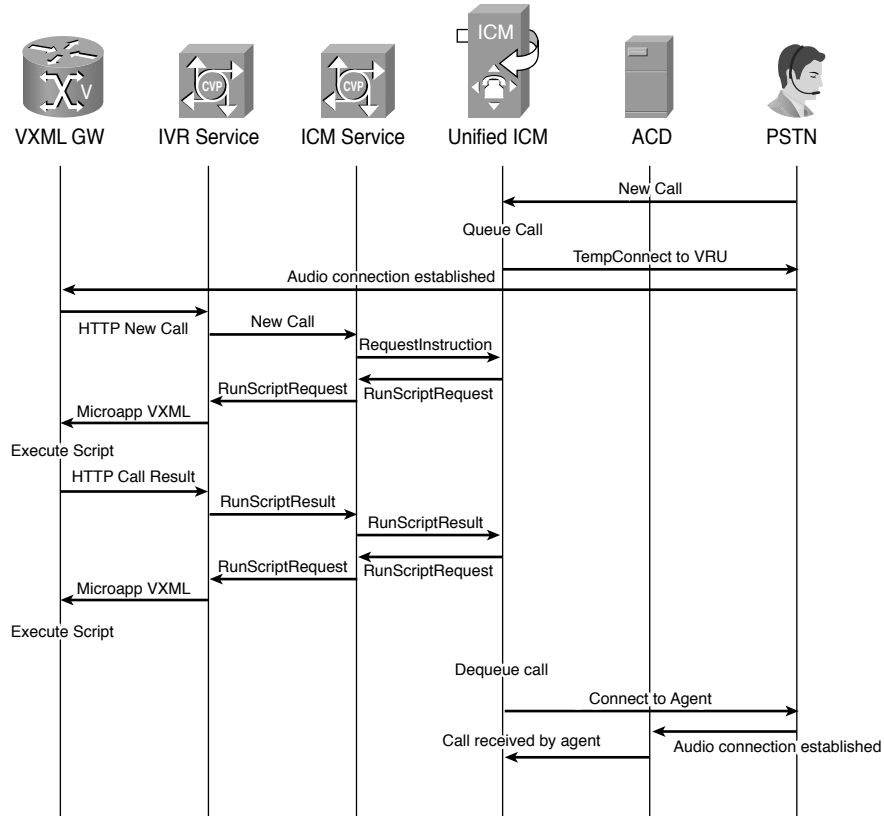 ICM
V
CVP
CVP
VXML GW
IVR Service
ICM Service
Unified ICM
ACD
PSTN
New Call
Queue Call
TempConnect to VRU
Audio connection established
HTTP New Call
New Call
RequestInstruction
RunScriptRequest
RunScriptRequest
Microapp VXML
Execute Script
HTTP Call Result
RunScriptResult
RunScriptResult
RunScriptRequest
RunScriptRequest
Microapp VXML
Execute Script
Dequeue call
Connect to Agent
Call received by agent
Audio connection established